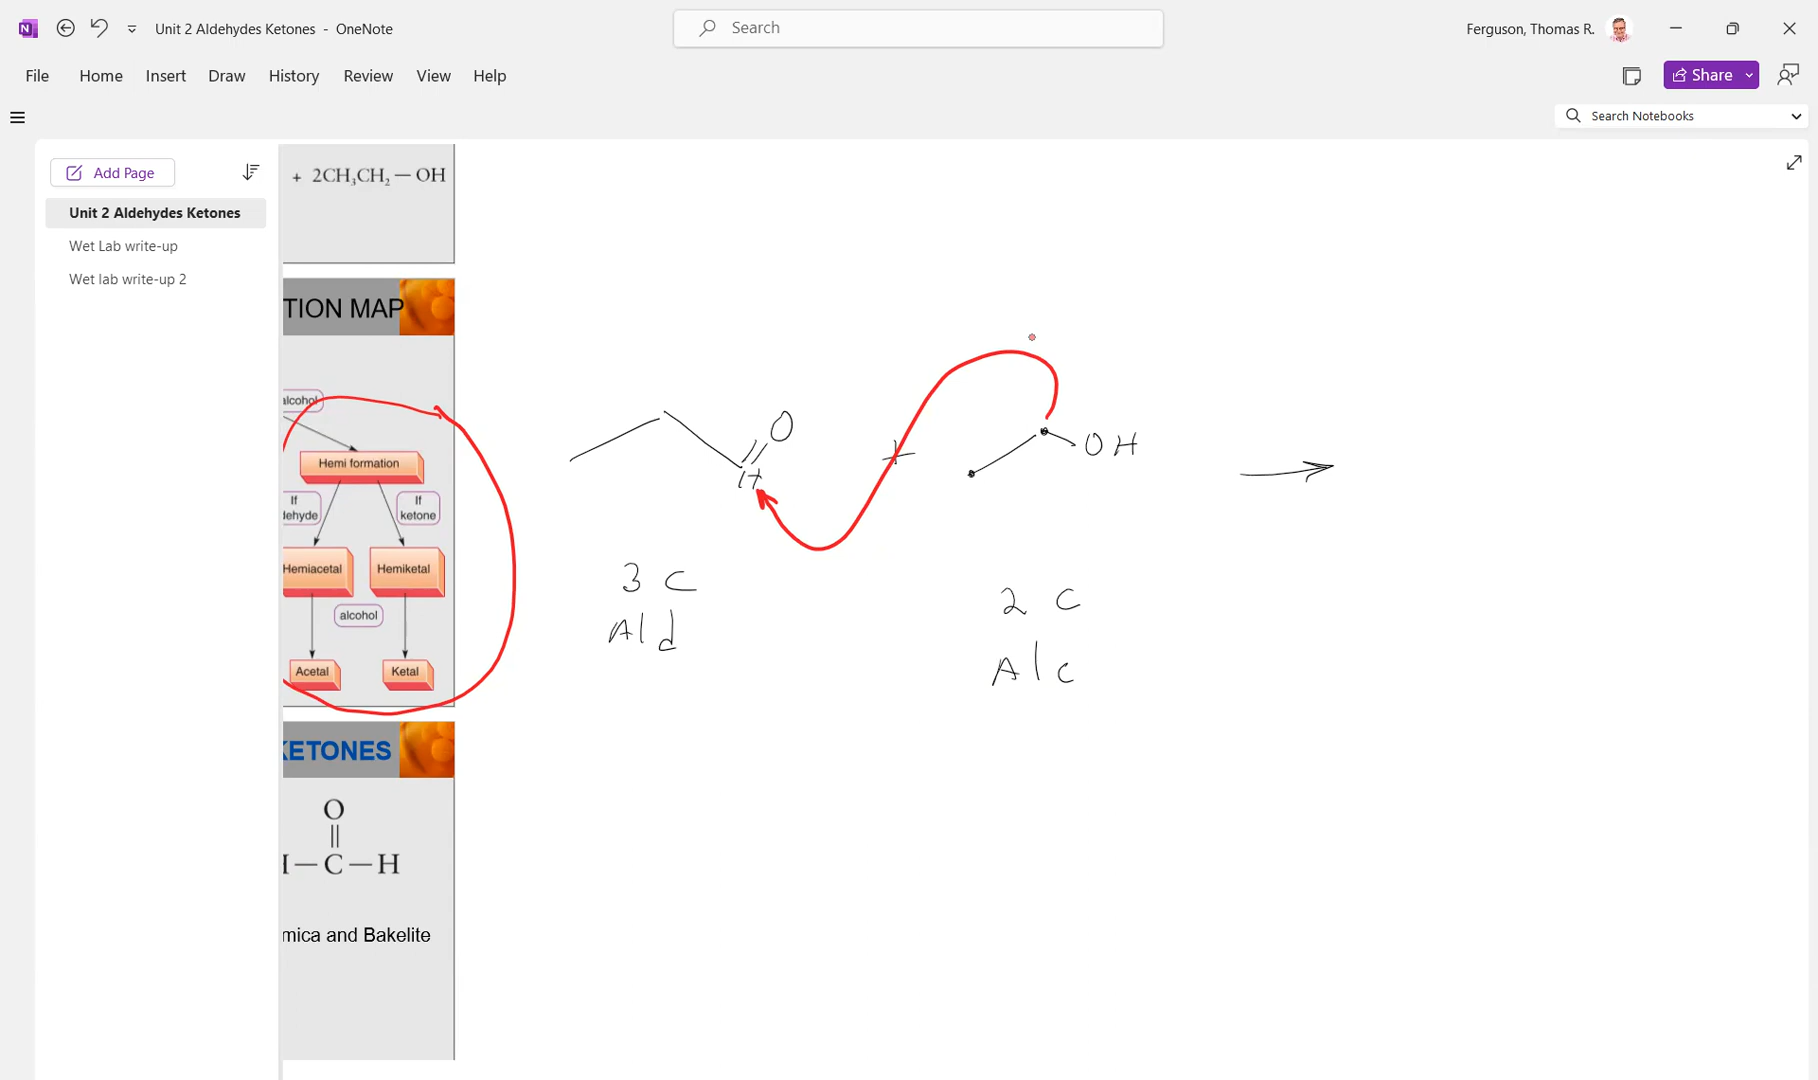 Unit 2 Aldehydes Ketones - OneNote
Search
Ferguson, Thomas R.
File Home Insert Draw History Review View Help
Share
Search Notebooks
Add Page
Unit 2 Aldehydes Ketones
Wet Lab write-up
Wet lab write-up 2
+ 2CH₃CH₂ — OH
TION MAP
alcohol
Hemi formation
If
dehyde
If
ketone
Hemiacetal
Hemiketal
alcohol
Acetal
Ketal
KETONES
O
H—C—H
mica and Bakelite
O
H
+
OH
3 C
Ald
2 C
Alc